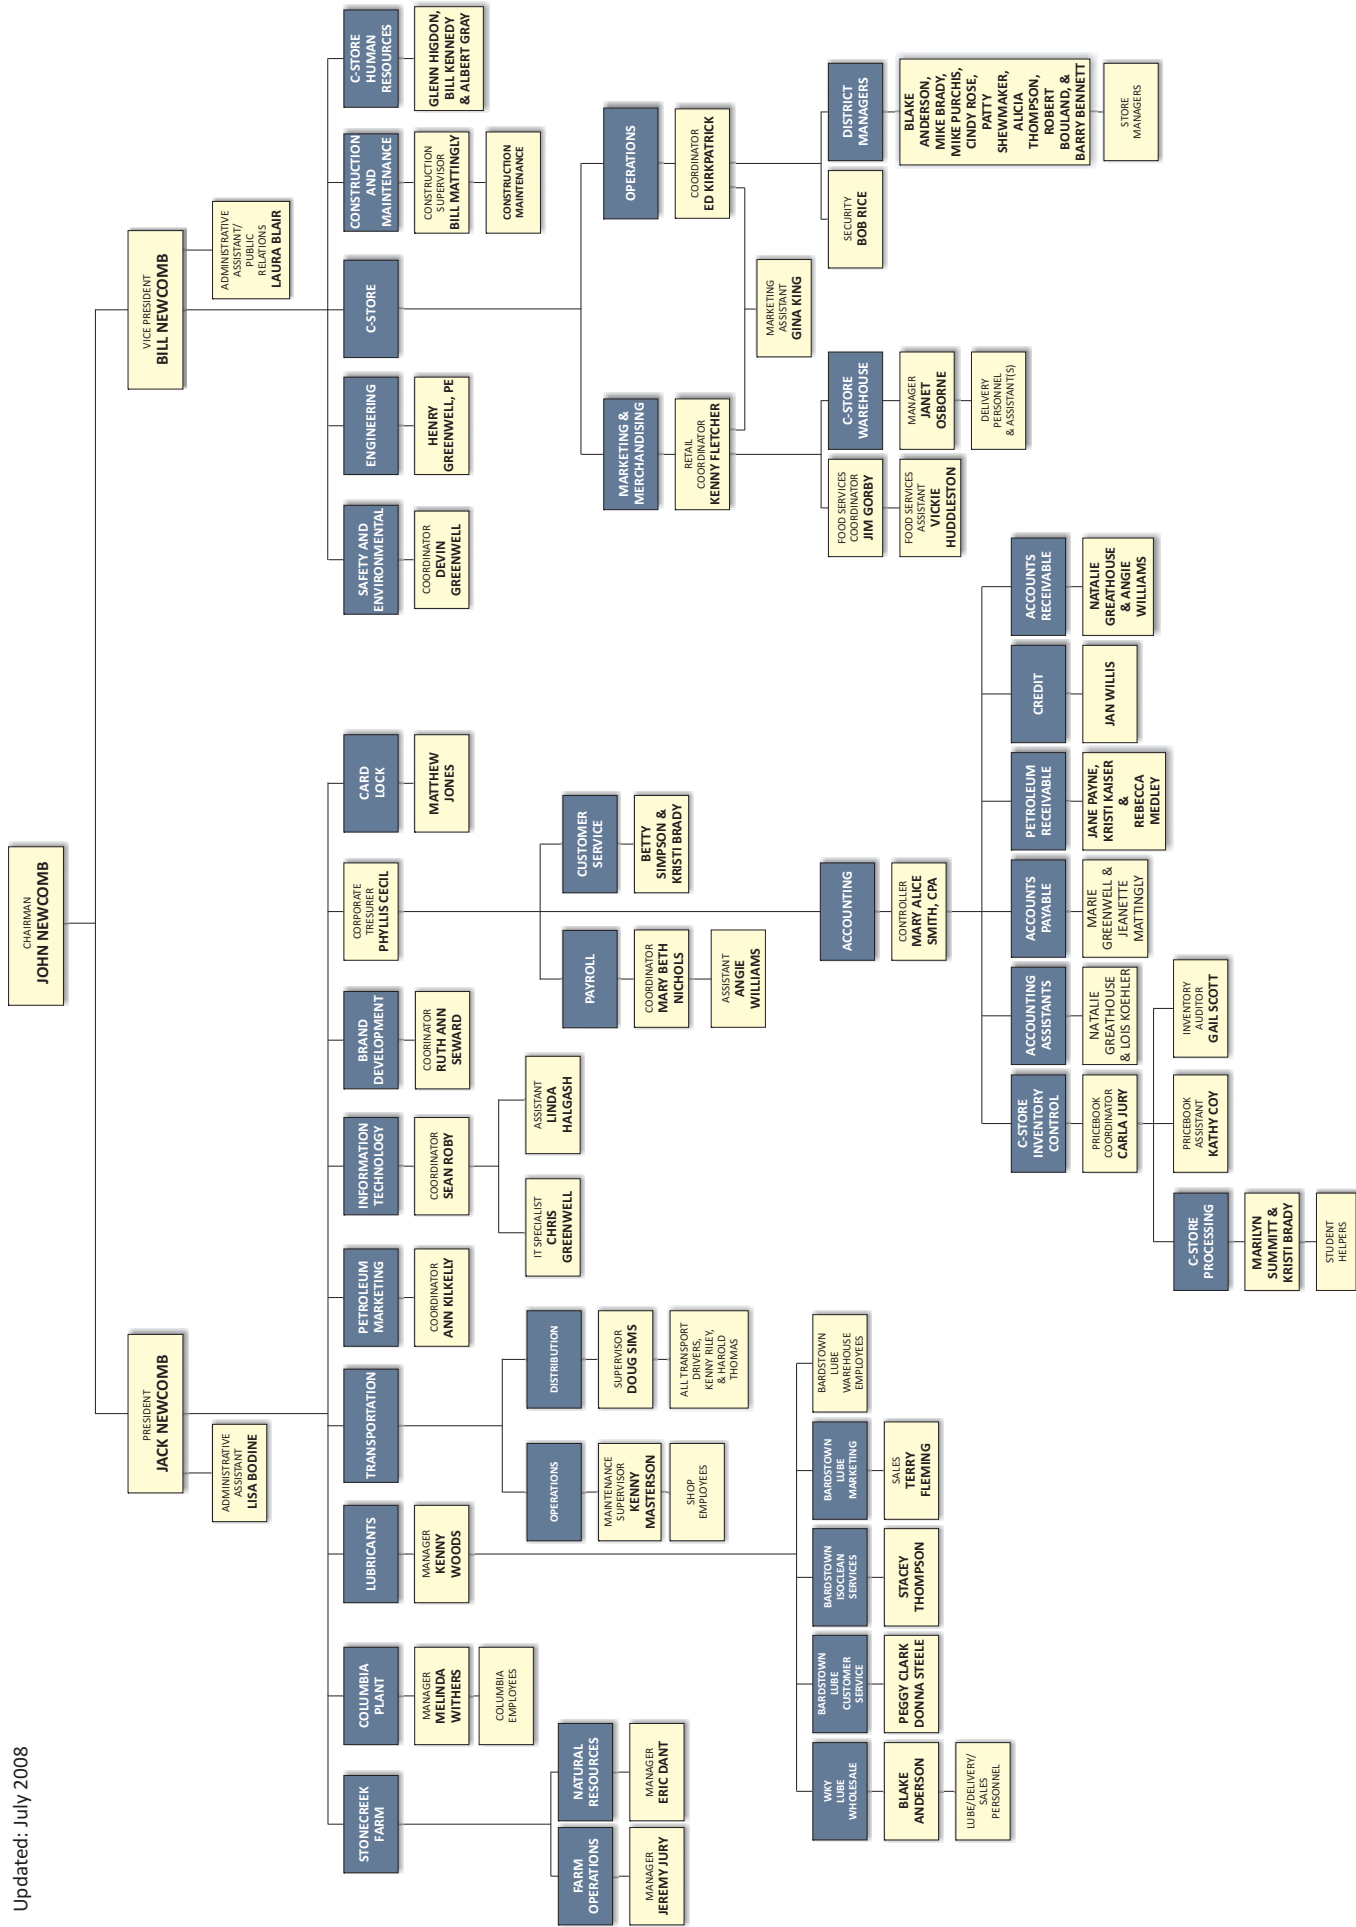 Updated: July 2008
CHAIRMAN
JOHN NEWCOMB
PRESIDENT
JACK NEWCOMB
ADMINISTRATIVE
ASSISTANT
LISA BODINE
VICE PRESIDENT
BILL NEWCOMB
ADMINISTRATIVE
ASSISTANT/
PUBLIC
RELATIONS
LAURA BLAIR
STONECREEK
FARM
FARM
OPERATIONS
MANAGER
JEREMY JURY
NATURAL
RESOURCES
MANAGER
ERIC DANT
COLUMBIA
PLANT
MANAGER
MELINDA
WITHERS
COLUMBIA
EMPLOYEES
LUBRICANTS
MANAGER
KENNY
WOODS
WKY
LUBE
WHOLESALE
BLAKE
ANDERSON
LUBE/DELIVERY/
SALES
PERSONNEL
BARDSTOWN
LUBE
CUSTOMER
SERVICE
PEGGY CLARK
DONNA STEELE
BARDSTOWN
ISOCLEAN
SERVICES
STACEY
THOMPSON
BARDSTOWN
LUBE
MARKETING
SALES
TERRY
FLEMING
BARDSTOWN
LUBE
WAREHOUSE
EMPLOYEES
TRANSPORTATION
OPERATIONS
MAINTENANCE
SUPERVISOR
KENNY
MASTERSON
SHOP
EMPLOYEES
DISTRIBUTION
SUPERVISOR
DOUG SIMS
ALL TRANSPORT
DRIVERS,
KENNY RILEY,
& HAROLD
THOMAS
PETROLEUM
MARKETING
COORDINATOR
ANN KILKELLY
INFORMATION
TECHNOLOGY
COORDINATOR
SEAN ROBY
IT SPECIALIST
CHRIS
GREENWELL
ASSISTANT
LINDA
HALGASH
BRAND
DEVELOPMENT
COORINATOR
RUTH ANN
SEWARD
CORPORATE
TRESURER
PHYLLIS CECIL
PAYROLL
COORDINATOR
MARY BETH
NICHOLS
ASSISTANT
ANGIE
WILLIAMS
CUSTOMER
SERVICE
BETTY
SIMPSON &
KRISTI BRADY
ACCOUNTING
CONTROLLER
MARY ALICE
SMITH, CPA
C-STORE
INVENTORY
CONTROL
PRICEBOOK
COORDINATOR
CARLA JURY
C-STORE
PROCESSING
MARILYN
SUMMITT &
KRISTI BRADY
STUDENT
HELPERS
PRICEBOOK
ASSISTANT
KATHY COY
INVENTORY
AUDITOR
GAIL SCOTT
ACCOUNTING
ASSISTANTS
NATALIE
GREATHOUSE
& LOIS KOEHLER
ACCOUNTS
PAYABLE
MARIE
GREENWELL &
JEANETTE
MATTINGLY
PETROLEUM
RECEIVABLE
JANE PAYNE,
KRISTI KAISER
&
REBECCA
MEDLEY
CREDIT
JAN WILLIS
ACCOUNTS
RECEIVABLE
NATALIE
GREATHOUSE
& ANGIE
WILLIAMS
CARD
LOCK
MATTHEW
JONES
SAFETY AND
ENVIRONMENTAL
COORDINATOR
DEVIN
GREENWELL
ENGINEERING
HENRY
GREENWELL, PE
C-STORE
MARKETING &
MERCHANDISING
RETAIL
COORDINATOR
KENNY FLETCHER
FOOD SERVICES
COORDINATOR
JIM GORBY
FOOD SERVICES
ASSISTANT
VICKIE
HUDDLESTON
C-STORE
WAREHOUSE
MANAGER
JANET
OSBORNE
DELIVERY
PERSONNEL
& ASSISTANT(S)
MARKETING
ASSISTANT
GINA KING
OPERATIONS
COORDINATOR
ED KIRKPATRICK
SECURITY
BOB RICE
DISTRICT
MANAGERS
BLAKE
ANDERSON,
MIKE BRADY,
MIKE PURCHIS,
CINDY ROSE,
PATTY
SHEWMAKER,
ALICIA
THOMPSON,
ROBERT
BOULAND, &
BARRY BENNETT
STORE
MANAGERS
CONSTRUCTION
AND
MAINTENANCE
CONSTRUCTION
SUPERVISOR
BILL MATTINGLY
CONSTRUCTION
MAINTENANCE
C-STORE
HUMAN
RESOURCES
GLENN HIGDON,
BILL KENNEDY
& ALBERT GRAY